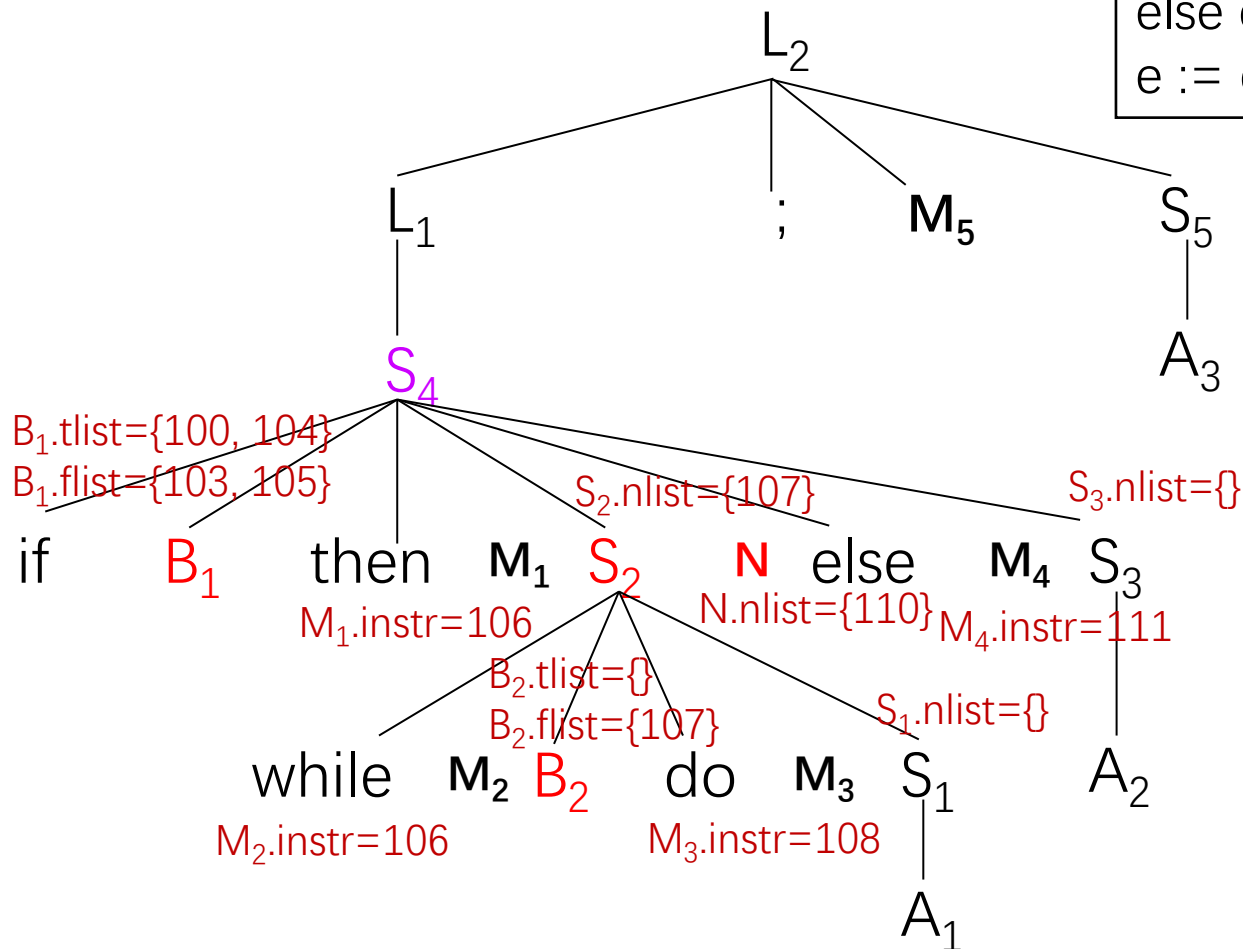 else
e :=
L₂
L₁ ; M₅ S₅
S₄ A₃
B₁.tlist={100, 104}
B₁.flist={103, 105} S₂.nlist={107} S₃.nlist={}
if B₁ then M₁ S₂ N else M₄ S₃
M₁.instr=106 N.nlist={110} M₄.instr=111
B₂.tlist={}
B₂.flist={107} S₁.nlist={}
while M₂ B₂ do M₃ S₁ A₂
M₂.instr=106 M₃.instr=108
A₁